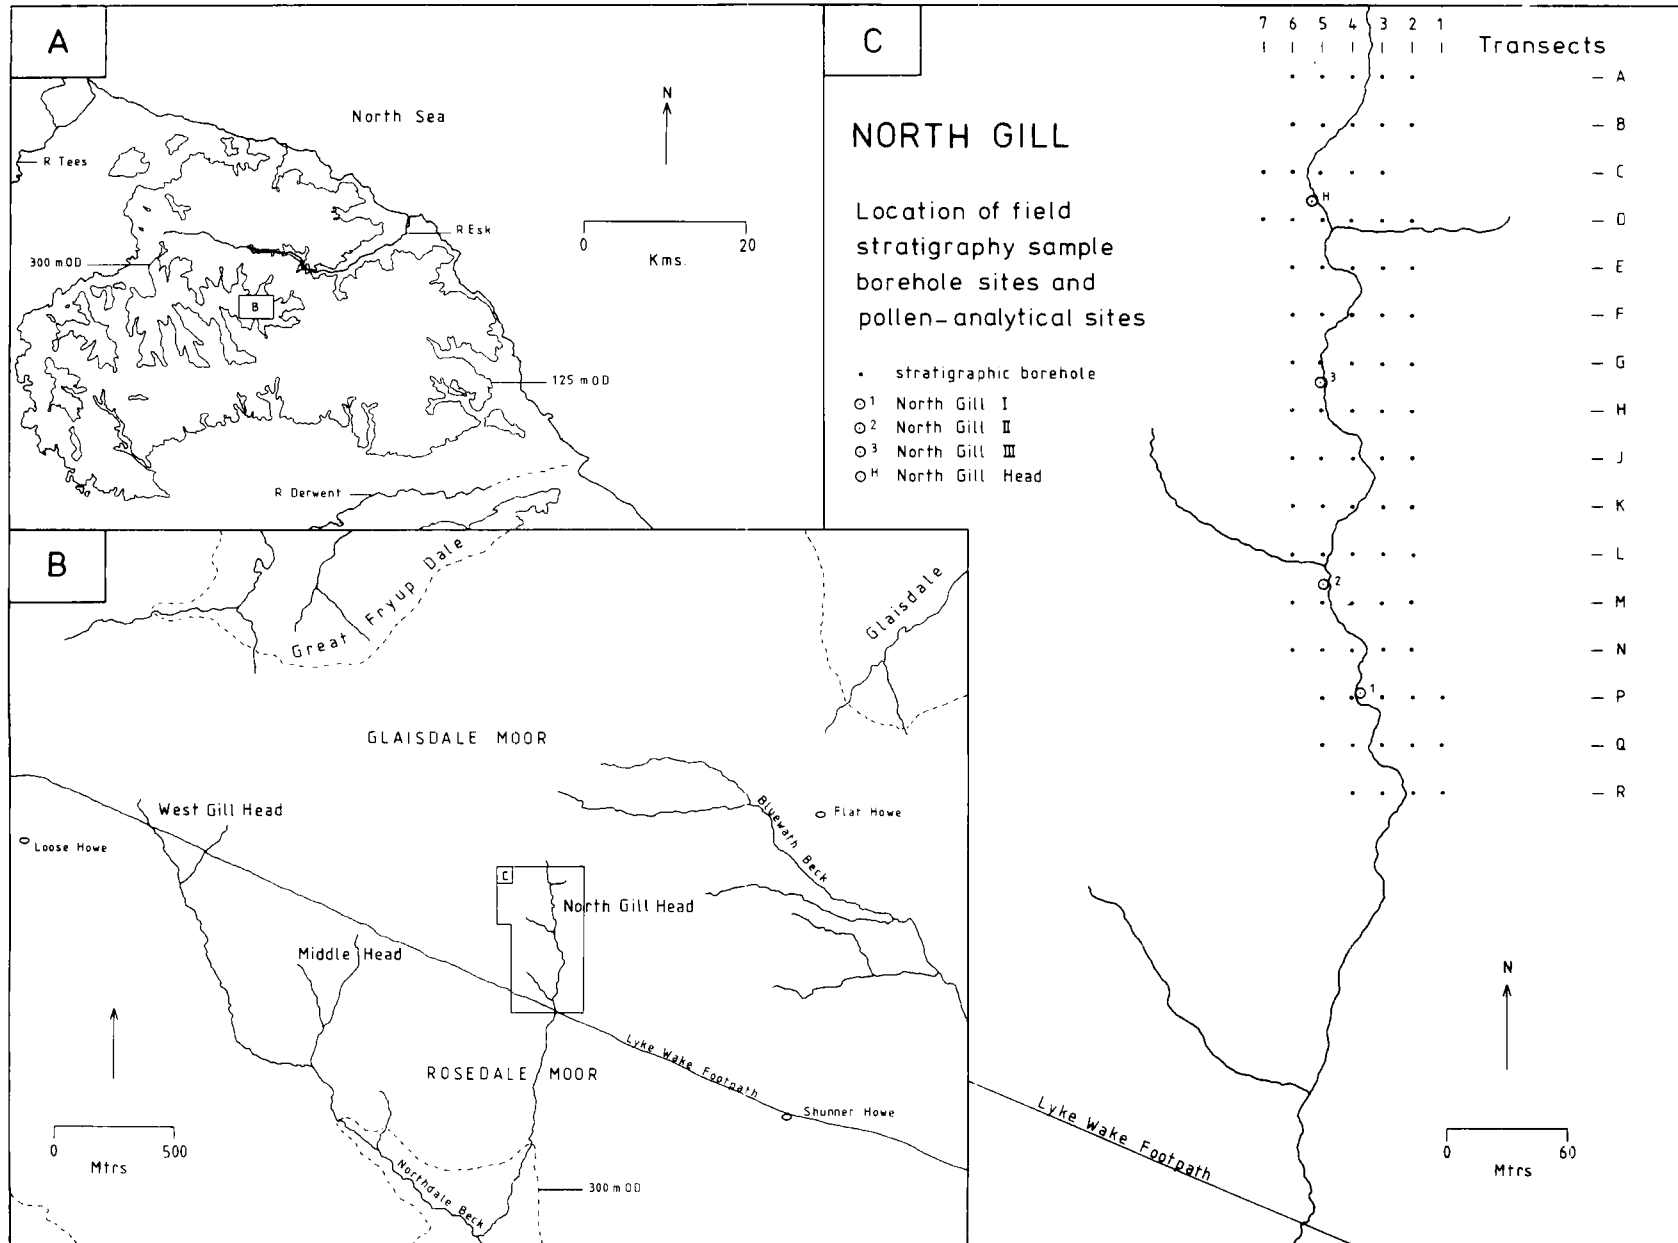 A
N
North Sea
R Tees
R Esk
0 20
Kms.
300 m OD
B
125 m OD
R Derwent
B
Great Fryup Dale
Glaisdale
GLAISDALE MOOR
West Gill Head
Loose Howe
Bluewath Beck
Flat Howe
C
North Gill Head
Middle Head
Lyke Wake Footpath
ROSEDALE MOOR
Shunner Howe
0 500
Mtrs
Northdale Beck
300 m OD
C
7 6 5 4 3 2 1
Transects
NORTH GILL
Location of field
stratigraphy sample
borehole sites and
pollen-analytical sites
stratigraphic borehole
1 North Gill I
2 North Gill II
3 North Gill III
H North Gill Head
A
B
C
H
D
E
F
G
3
H
J
K
L
2
M
N
1
P
Q
R
N
Lyke Wake Footpath
0 60
Mtrs